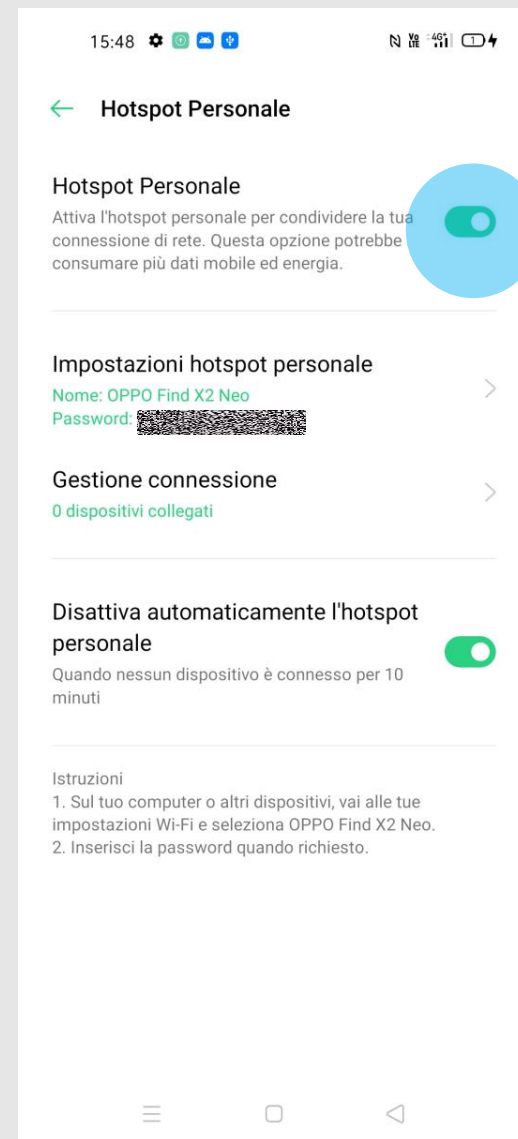 15:48
Hotspot Personale
Hotspot Personale
Attiva l'hotspot personale per condividere la tua
connessione di rete. Questa opzione potrebbe
consumare più dati mobile ed energia.
Impostazioni hotspot personale
Nome: OPPO Find X2 Neo
Password:
Gestione connessione
0 dispositivi collegati
Disattiva automaticamente l'hotspot
personale
Quando nessun dispositivo è connesso per 10
minuti
Istruzioni
1. Sul tuo computer o altri dispositivi, vai alle tue
impostazioni Wi-Fi e seleziona OPPO Find X2 Neo.
2. Inserisci la password quando richiesto.